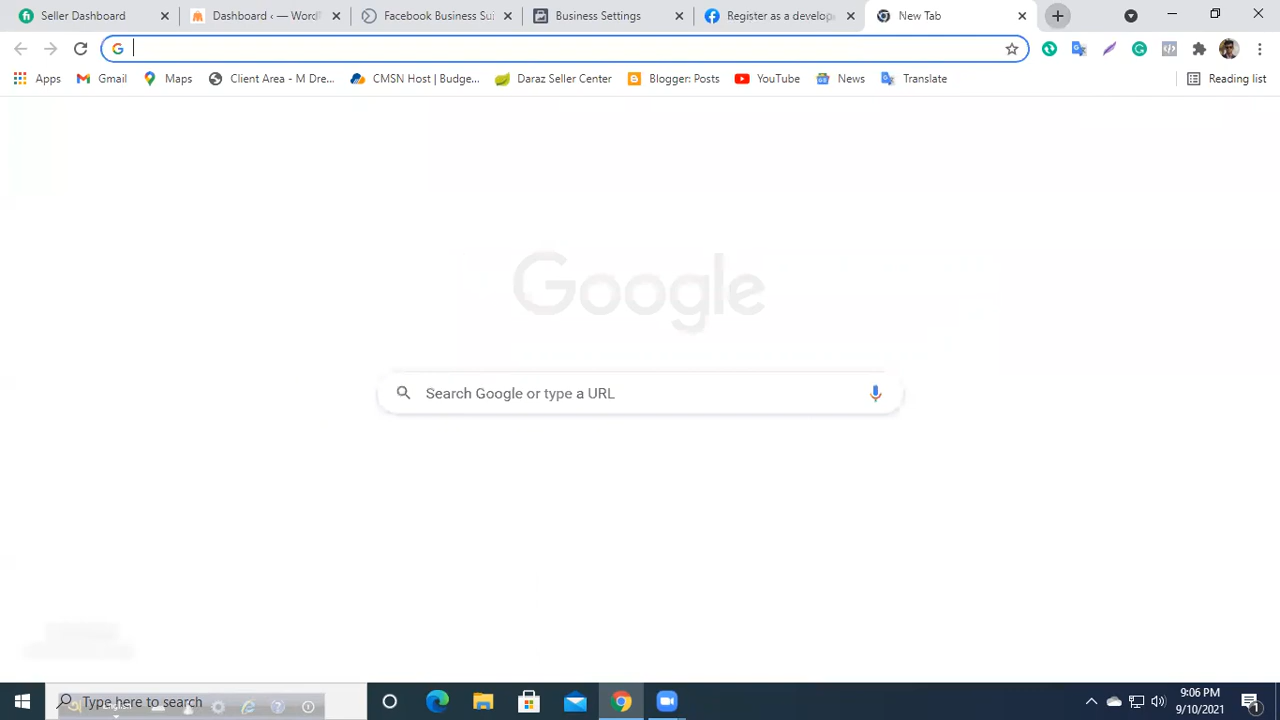 Seller Dashboard
Dashboard ‹ — Word
Facebook Business Sui
Business Settings
Register as a develope
New Tab
Apps
Gmail
Maps
Client Area - M Dre...
CMSN Host | Budge...
Daraz Seller Center
Blogger: Posts
YouTube
News
Translate
Reading list
Google
Search Google or type a URL
Type here to search
9:06 PM
9/10/2021
1